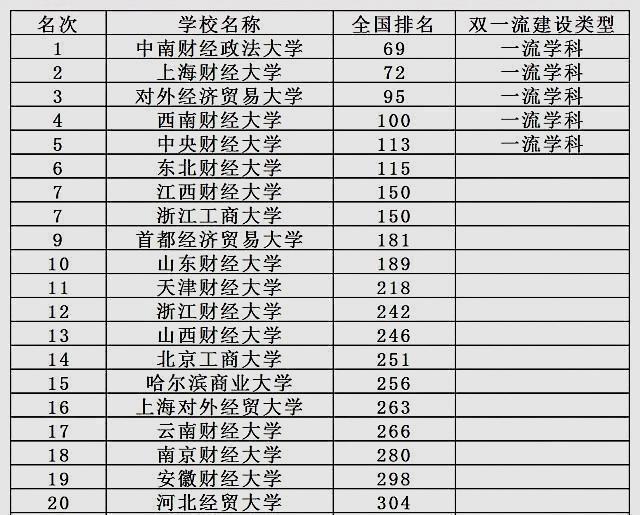 名次 学校名称 全国排名 双一流建设类型
1 中南财经政法大学 69 一流学科
2 上海财经大学 72 一流学科
3 对外经济贸易大学 95 一流学科
4 西南财经大学 100 一流学科
5 中央财经大学 113 一流学科
6 东北财经大学 115
7 江西财经大学 150
7 浙江工商大学 150
9 首都经济贸易大学 181
10 山东财经大学 189
11 天津财经大学 218
12 浙江财经大学 242
13 山西财经大学 246
14 北京工商大学 251
15 哈尔滨商业大学 256
16 上海对外经贸大学 263
17 云南财经大学 266
18 南京财经大学 280
19 安徽财经大学 298
20 河北经贸大学 304